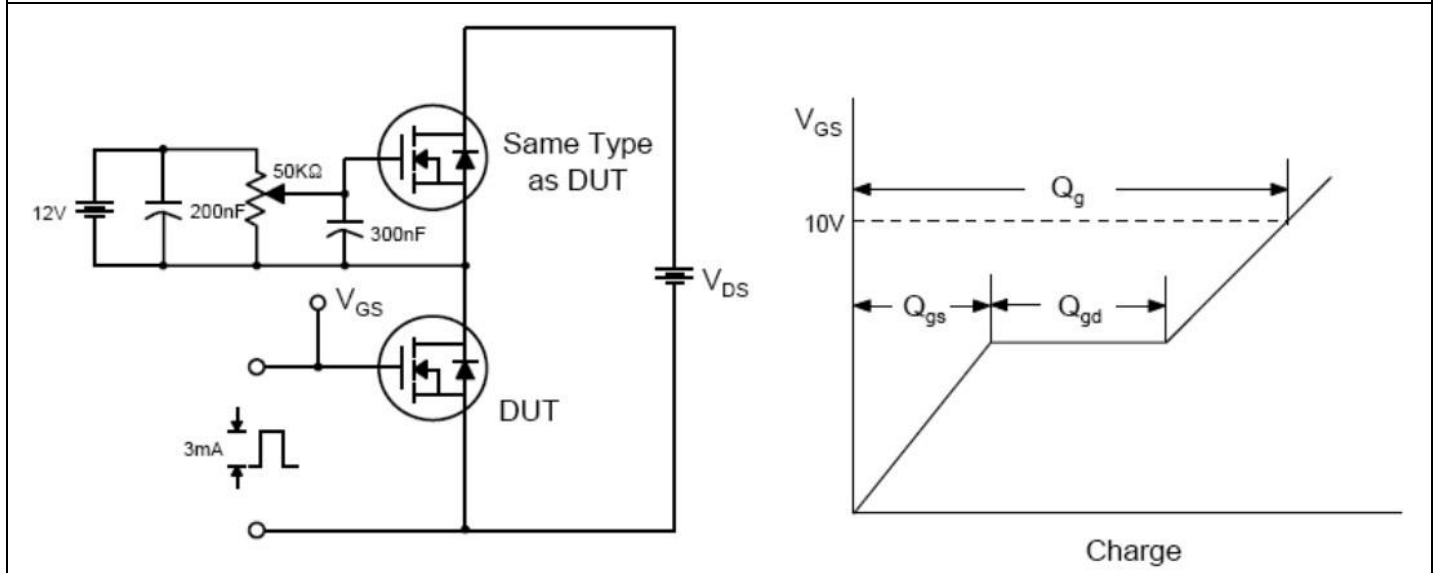 Same Type
as DUT
50KΩ
12V
200nF
300nF
V_GS
V_DS
DUT
3mA
V_GS
Q_g
10V
Q_gs
Q_gd
Charge